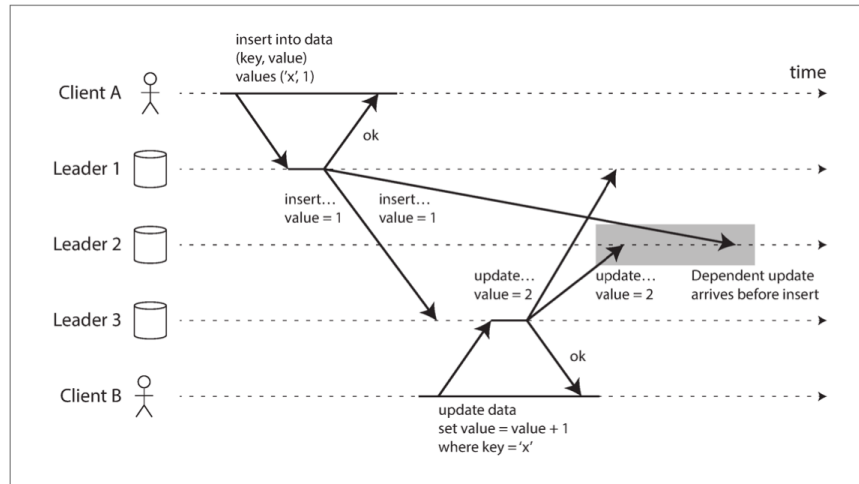 insert into data
(key, value)
values ('x', 1)
time
Client A
ok
Leader 1
insert…
value = 1
insert…
value = 1
Leader 2
update…
value = 2
update…
value = 2
Dependent update
arrives before insert
Leader 3
ok
Client B
update data
set value = value + 1
where key = 'x'